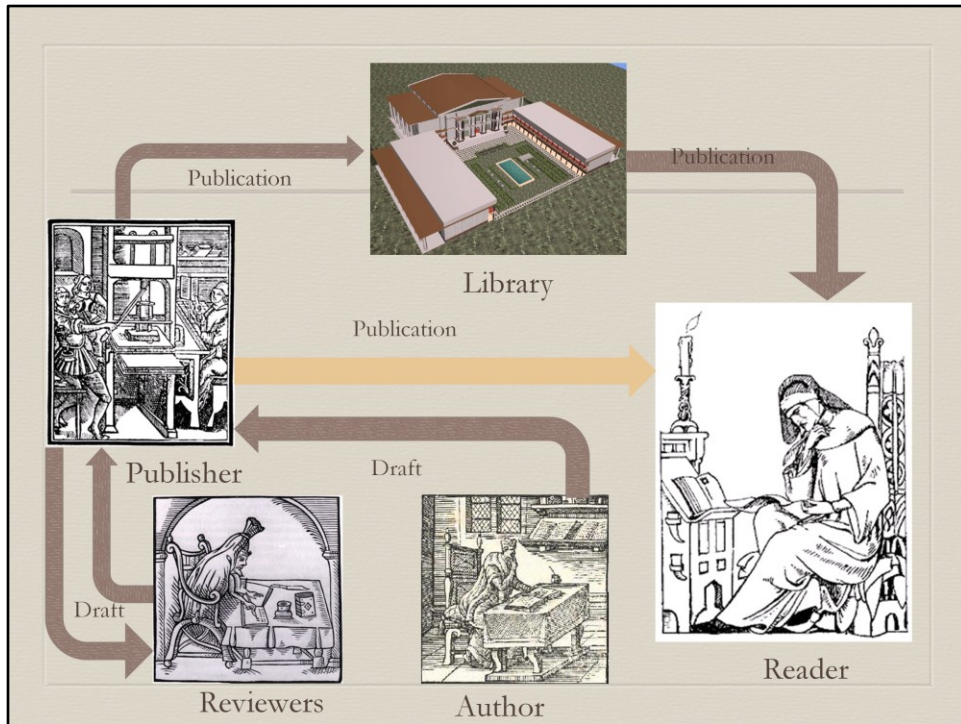 Publication
Publication
Library
Publication
Publisher
Draft
Draft
Reviewers
Author
Reader